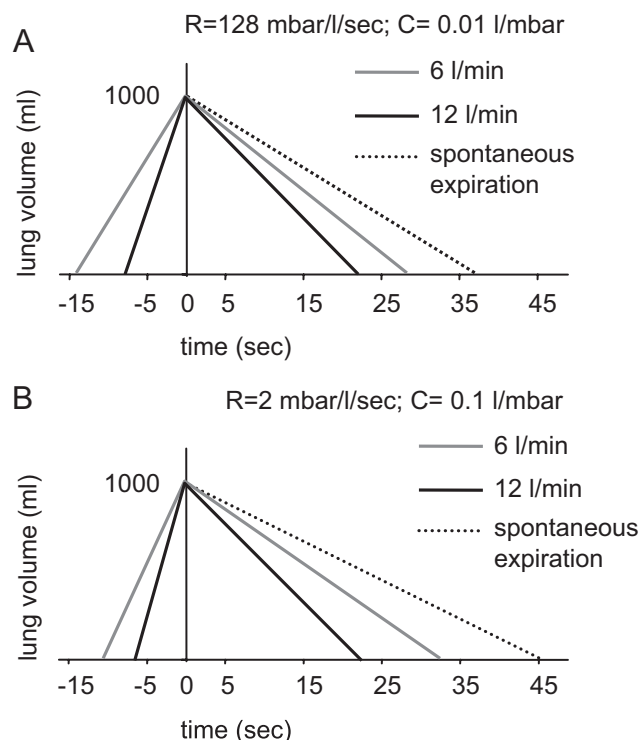 A
R=128 mbar/l/sec; C= 0.01 l/mbar
6 l/min
12 l/min
spontaneous
expiration
1000
lung volume (ml)
-15 -5 0 5 15 25 35 45
time (sec)
B
R=2 mbar/l/sec; C= 0.1 l/mbar
6 l/min
12 l/min
spontaneous
expiration
1000
lung volume (ml)
-15 -5 0 5 15 25 35 45
time (sec)